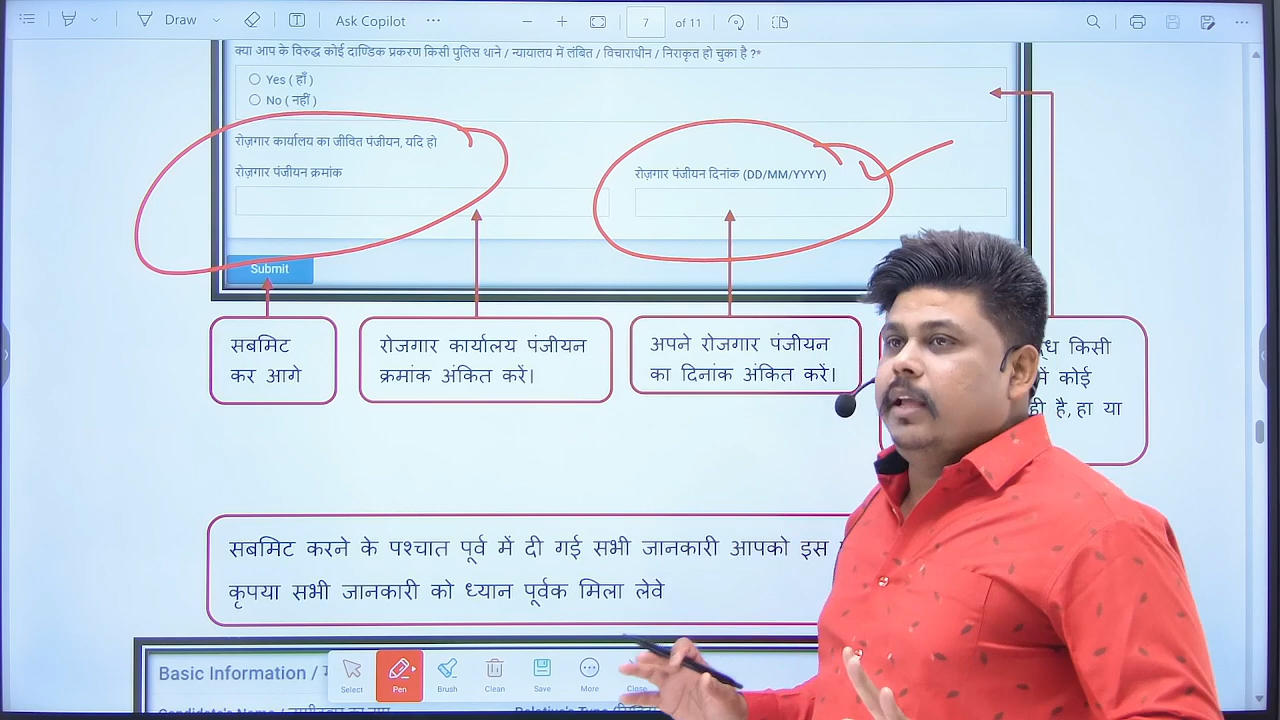 Draw
Ask Copilot
7 of 11
क्या आप के विरुद्ध कोई दाण्डिक प्रकरण किसी पुलिस थाने / न्यायालय में लंबित / विचाराधीन / निराकृत हो चुका है ?*
Yes ( हाँ )
No ( नहीं )
रोज़गार कार्यालय का जीवित पंजीयन, यदि हो
रोज़गार पंजीयन क्रमांक
रोज़गार पंजीयन दिनांक (DD/MM/YYYY)
Submit
सबमिट
कर आगे
रोजगार कार्यालय पंजीयन
क्रमांक अंकित करें।
अपने रोजगार पंजीयन
का दिनांक अंकित करें।
किसी
में कोई
है, हा या
सबमिट करने के पश्चात पूर्व में दी गई सभी जानकारी आपको इस
कृपया सभी जानकारी को ध्यान पूर्वक मिला लेवे
Basic Information /
Select
Pen
Brush
Clean
Save
More
Close